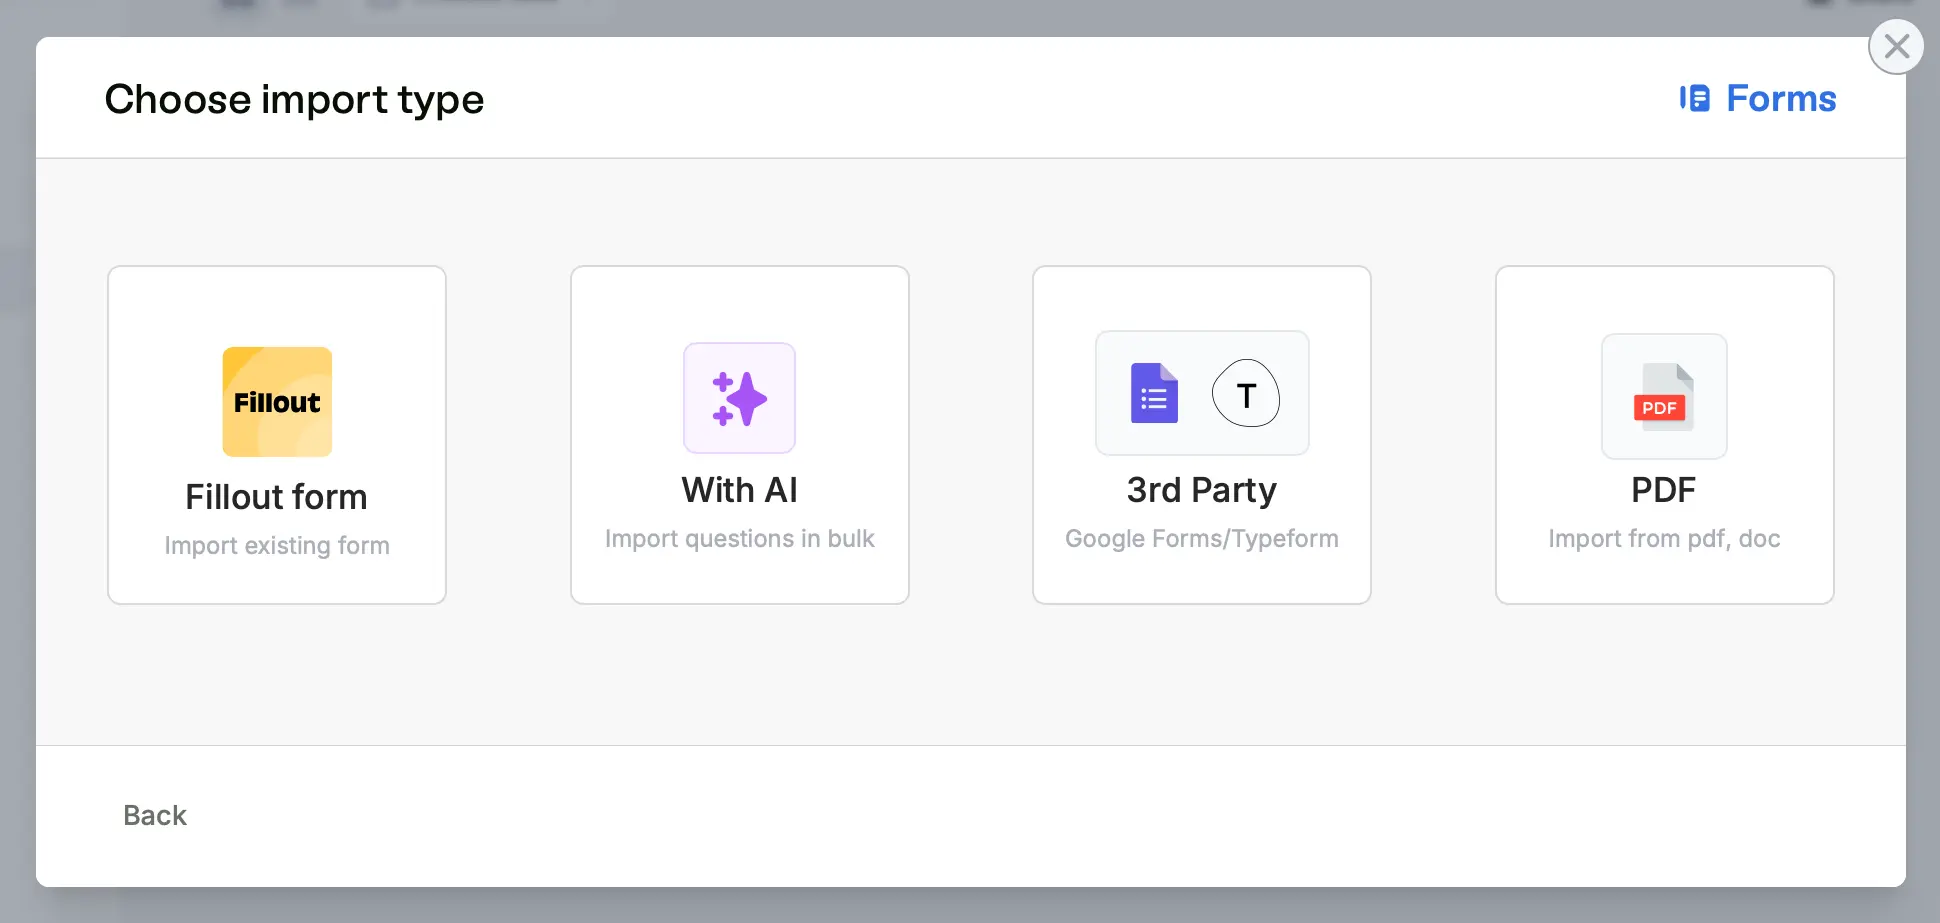 Choose import type
Forms
Fillout
Fillout form
Import existing form
With AI
Import questions in bulk
T
3rd Party
Google Forms/Typeform
PDF
PDF
Import from pdf, doc
Back